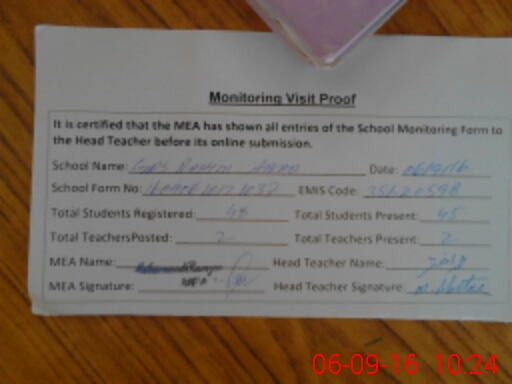 Monitoring Visit Proof
It is certified that the MEA has shown all entries of the School Monitoring Form to
the Head Teacher before its online submission.
School Name: GGPS Date: 06/9/16
School Form No: EMIS Code:
Total Students Registered: 48 Total Students Present: 45
Total TeachersPosted: 2 Total Teachers Present: 2
MEA Name: Head Teacher Name:
MEA Signature: MEA Head Teacher Signature:
06-09-16 10.24